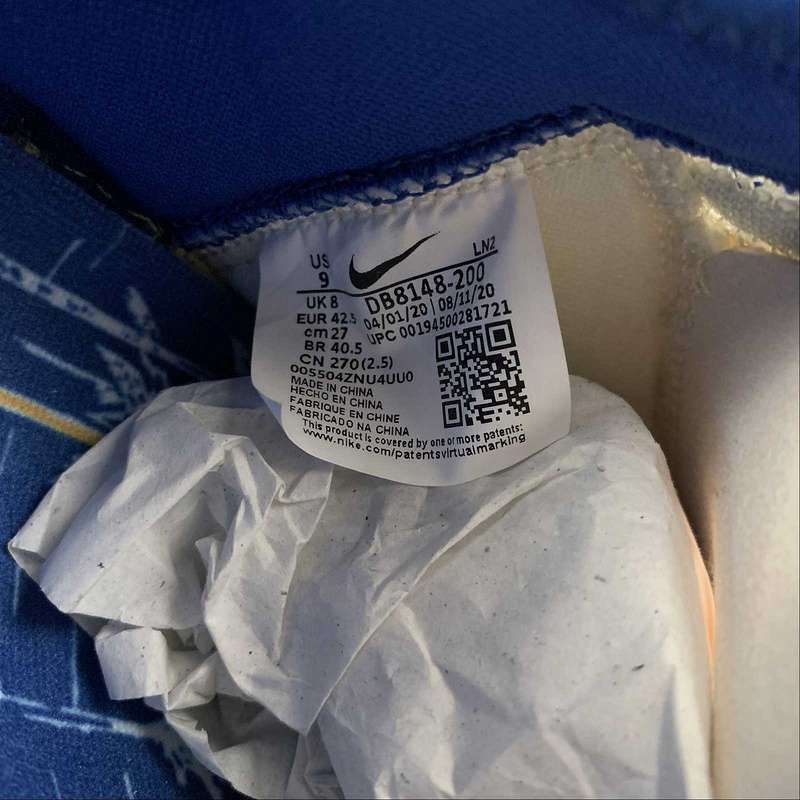 US
9
LN2
UK 8
DB8148-200
EUR 42.5
04/01/20 | 08/11/20
cm 27
UPC 00194500281721
BR 40.5
CN 270 (2.5)
00S504ZNU4UU0
MADE IN CHINA
HECHO EN CHINA
FABRIQUE EN CHINE
FABRICADO NA CHINA
This product is covered by one or more patents:
www.nike.com/patentsvirtualmarking